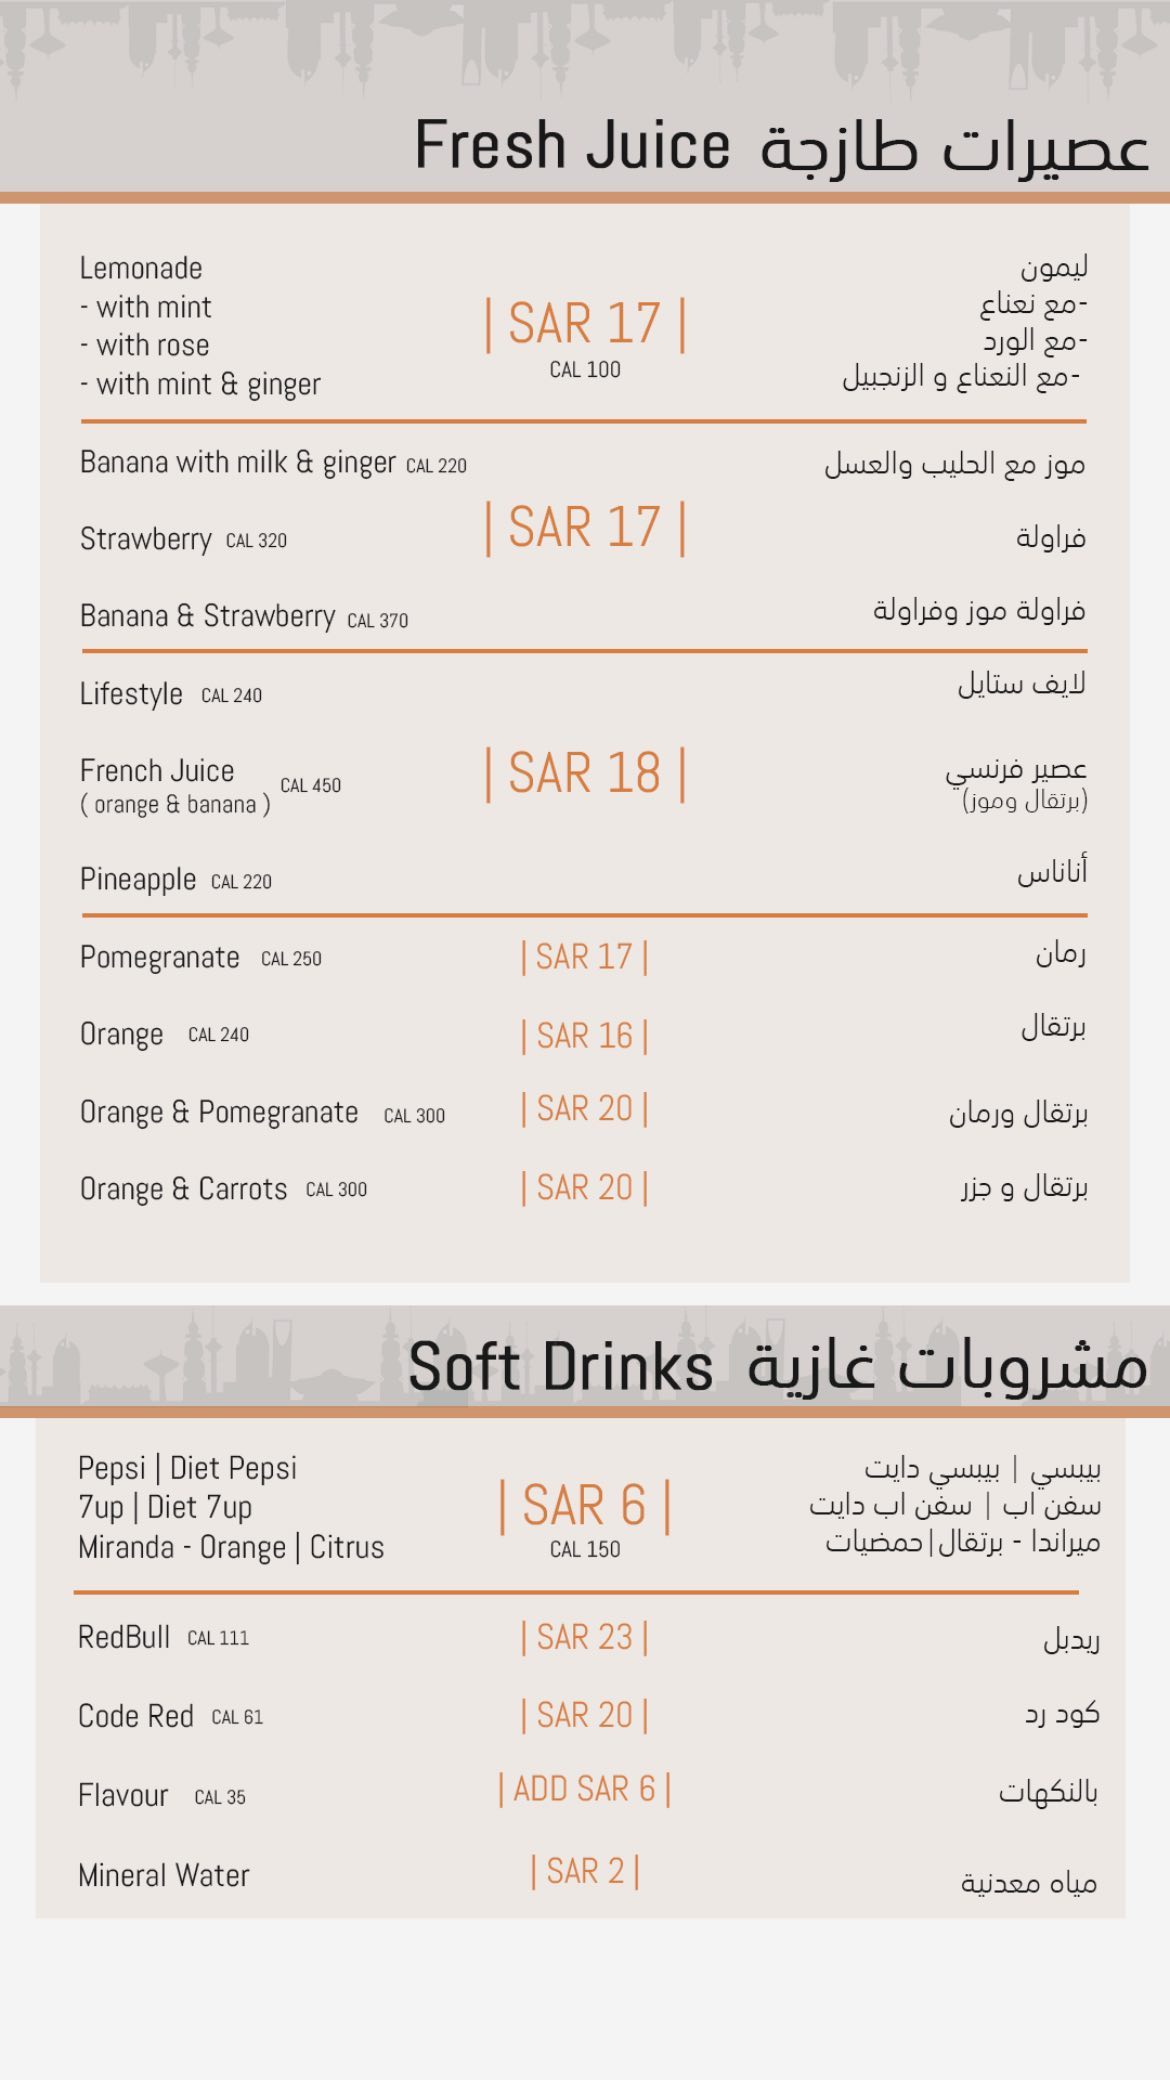 Fresh Juice عصيرات طازجة
Lemonade
- with mint
- with rose
- with mint & ginger
| SAR 17 |
CAL 100
ليمون
-مع نعناع
-مع الورد
-مع النعناع و الزنجبيل
Banana with milk & ginger CAL 220
موز مع الحليب والعسل
| SAR 17 |
Strawberry CAL 320
فراولة
Banana & Strawberry CAL 370
فراولة موز وفراولة
Lifestyle CAL 240
لايف ستايل
French Juice
( orange & banana )
CAL 450
| SAR 18 |
عصير فرنسي
(برتقال وموز)
Pineapple CAL 220
أناناس
Pomegranate CAL 250 | SAR 17 | رمان
Orange CAL 240 | SAR 16 | برتقال
Orange & Pomegranate CAL 300 | SAR 20 | برتقال ورمان
Orange & Carrots CAL 300 | SAR 20 | برتقال و جزر
Soft Drinks مشروبات غازية
Pepsi | Diet Pepsi
7up | Diet 7up
Miranda - Orange | Citrus
| SAR 6 |
CAL 150
بيبسي | بيبسي دايت
سفن اب | سفن اب دايت
ميراندا - برتقال|حمضيات
RedBull CAL 111 | SAR 23 | ريدبل
Code Red CAL 61 | SAR 20 | كود رد
Flavour CAL 35 | ADD SAR 6 | بالنكهات
Mineral Water | SAR 2 | مياه معدنية